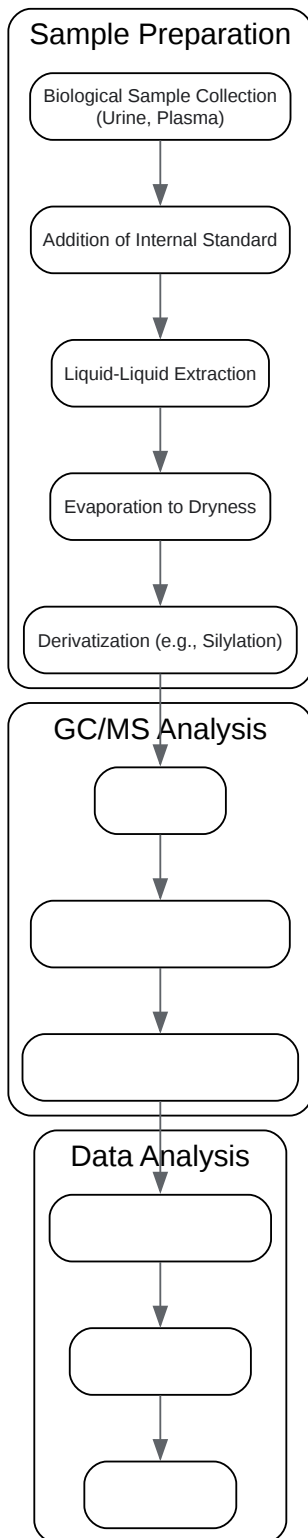 Sample Preparation
Biological Sample Collection
(Urine, Plasma)
Addition of Internal Standard
Liquid-Liquid Extraction
Evaporation to Dryness
Derivatization (e.g., Silylation)
GC/MS Analysis
Data Analysis